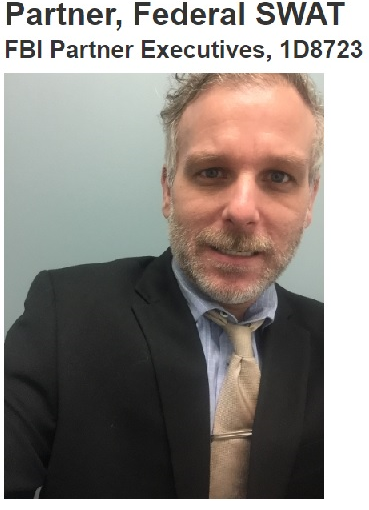 Partner, Federal SWAT
FBI Partner Executives, 1D8723